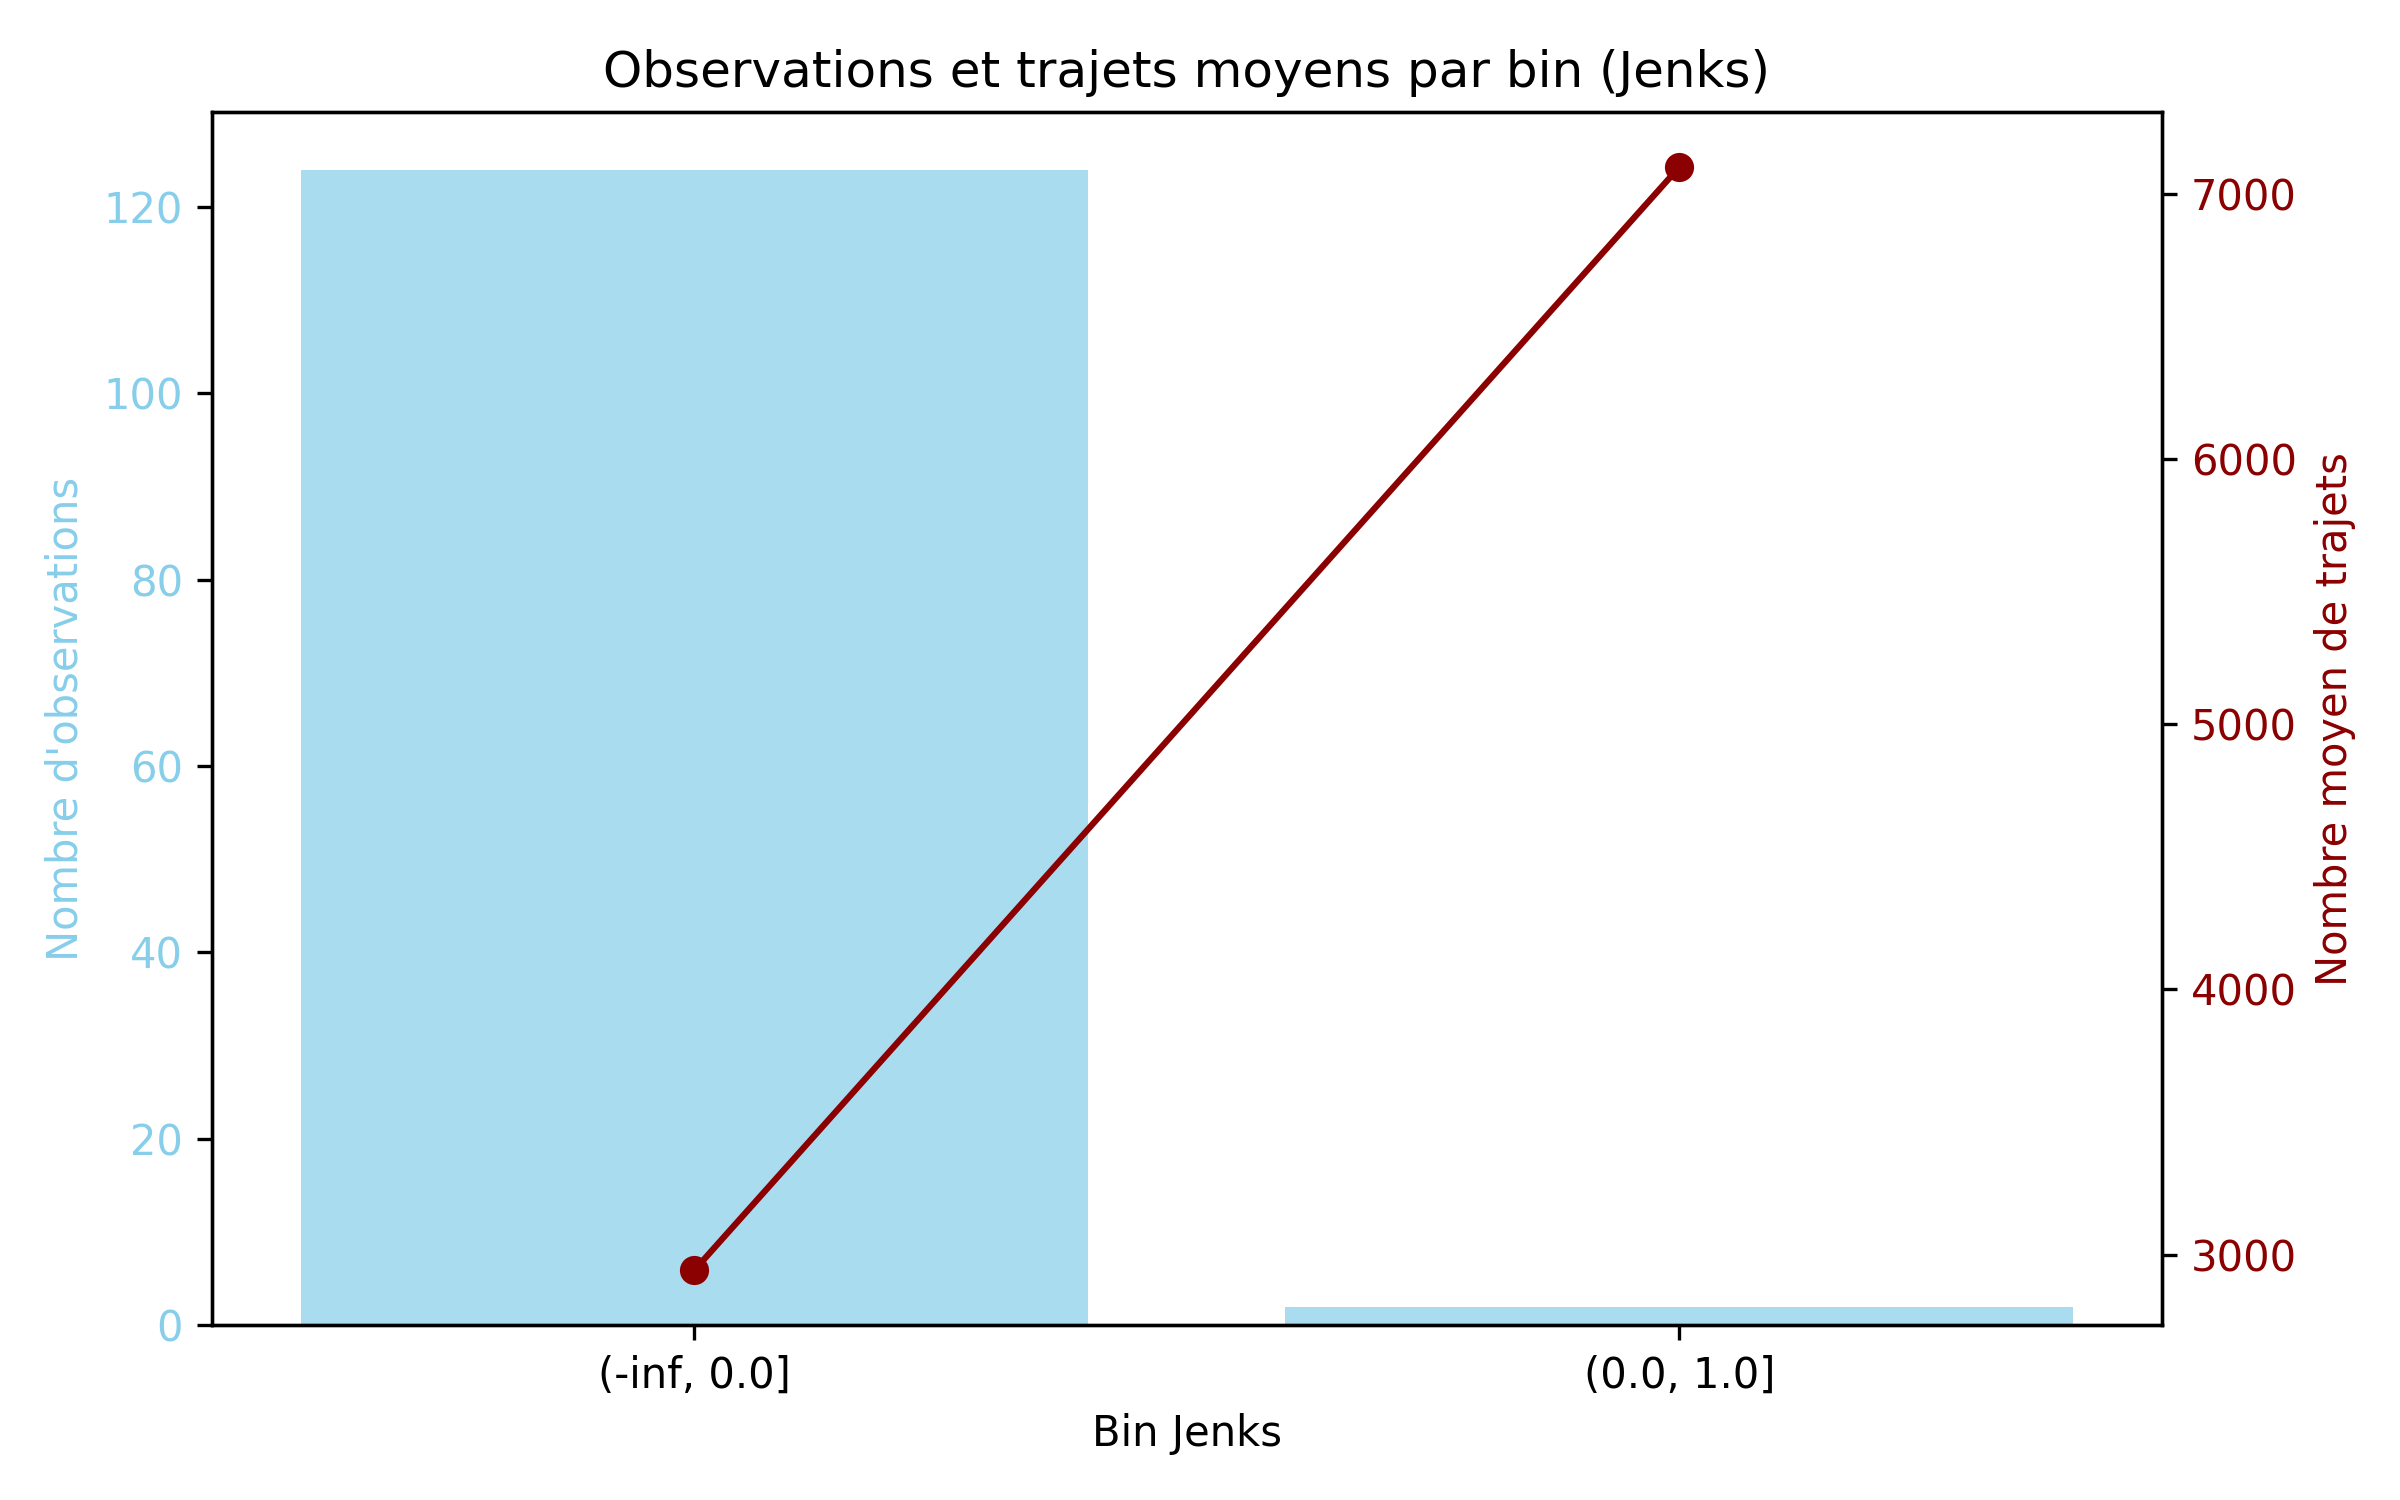 Observations et trajets moyens par bin (Jenks)
Nombre d'observations
120
100
80
60
40
20
0
7000
6000
5000
4000
3000
Nombre moyen de trajets
(-inf, 0.0]
(0.0, 1.0]
Bin Jenks